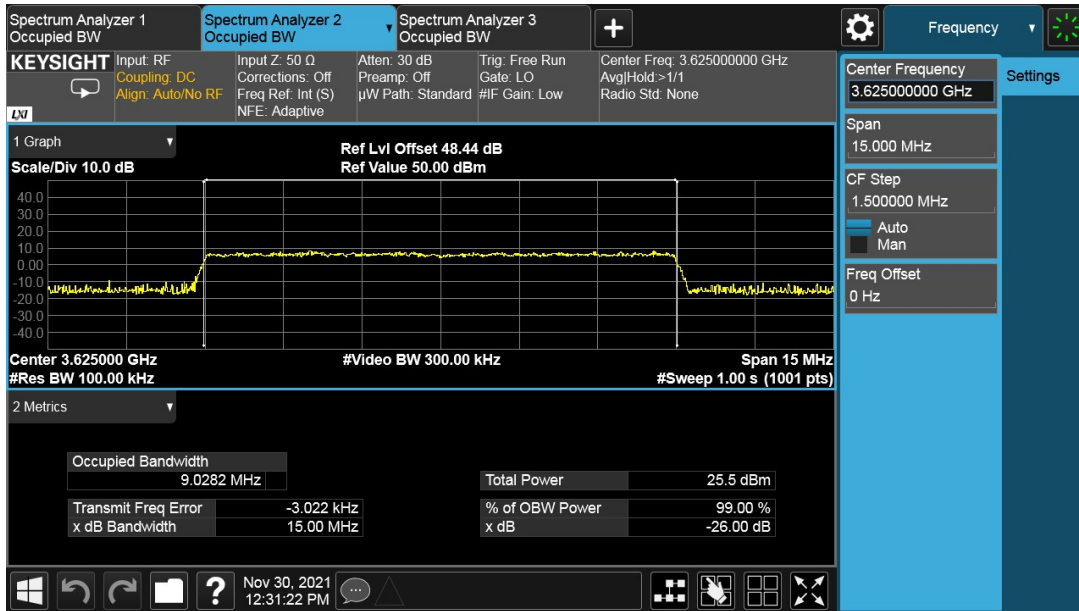 Spectrum Analyzer 1
Occupied BW
Spectrum Analyzer 2
Occupied BW
Spectrum Analyzer 3
Occupied BW
Frequency
KEYSIGHT
LXI
Input: RF
Coupling: DC
Align: Auto/No RF
Input Z: 50 Ω
Corrections: Off
Freq Ref: Int (S)
NFE: Adaptive
Atten: 30 dB
Preamp: Off
µW Path: Standard
Trig: Free Run
Gate: LO
#IF Gain: Low
Center Freq: 3.625000000 GHz
Avg|Hold:>1/1
Radio Std: None
Center Frequency
3.625000000 GHz
Settings
Span
15.000 MHz
CF Step
1.500000 MHz
Auto
Man
Freq Offset
0 Hz
1 Graph
Scale/Div 10.0 dB
Ref Lvl Offset 48.44 dB
Ref Value 50.00 dBm
40.0
30.0
20.0
10.0
0.00
-10.0
-20.0
-30.0
-40.0
Center 3.625000 GHz
#Res BW 100.00 kHz
#Video BW 300.00 kHz
Span 15 MHz
#Sweep 1.00 s (1001 pts)
2 Metrics
Occupied Bandwidth
9.0282 MHz
Total Power 25.5 dBm
Transmit Freq Error -3.022 kHz
% of OBW Power 99.00 %
x dB Bandwidth 15.00 MHz
x dB -26.00 dB
?
Nov 30, 2021
12:31:22 PM